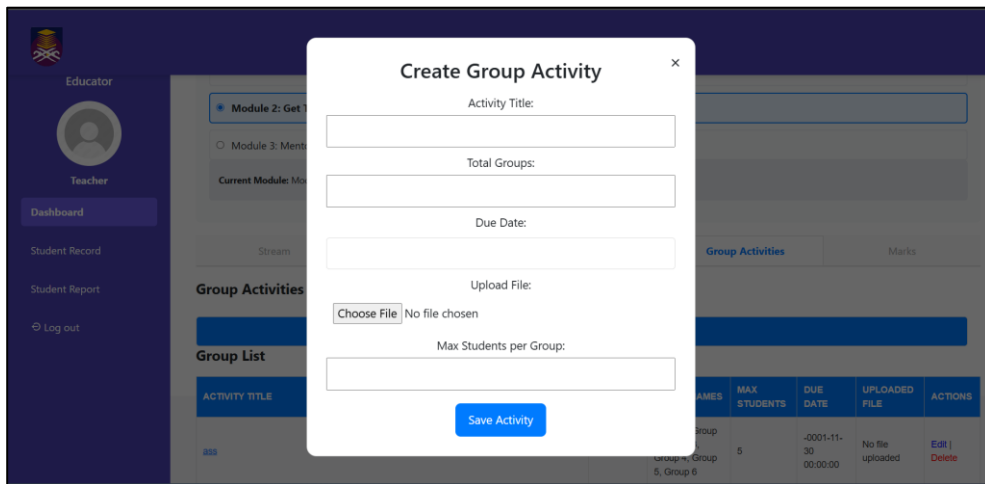 Educator
Teacher
Dashboard
Student Record
Student Report
Log out
Module 2: Get
Module 3:
Current Module:
Stream
Group Activities
Marks
Group Activities
Group List
ACTIVITY TITLE
MAX STUDENTS
DUE DATE
UPLOADED FILE
ACTIONS
ass
Group 4, Group
5, Group 6
5
-0001-11-
30
00:00:00
No file
uploaded
Edit |
Delete
Create Group Activity
×
Activity Title:
Total Groups:
Due Date:
Upload File:
Choose File No file chosen
Max Students per Group:
Save Activity